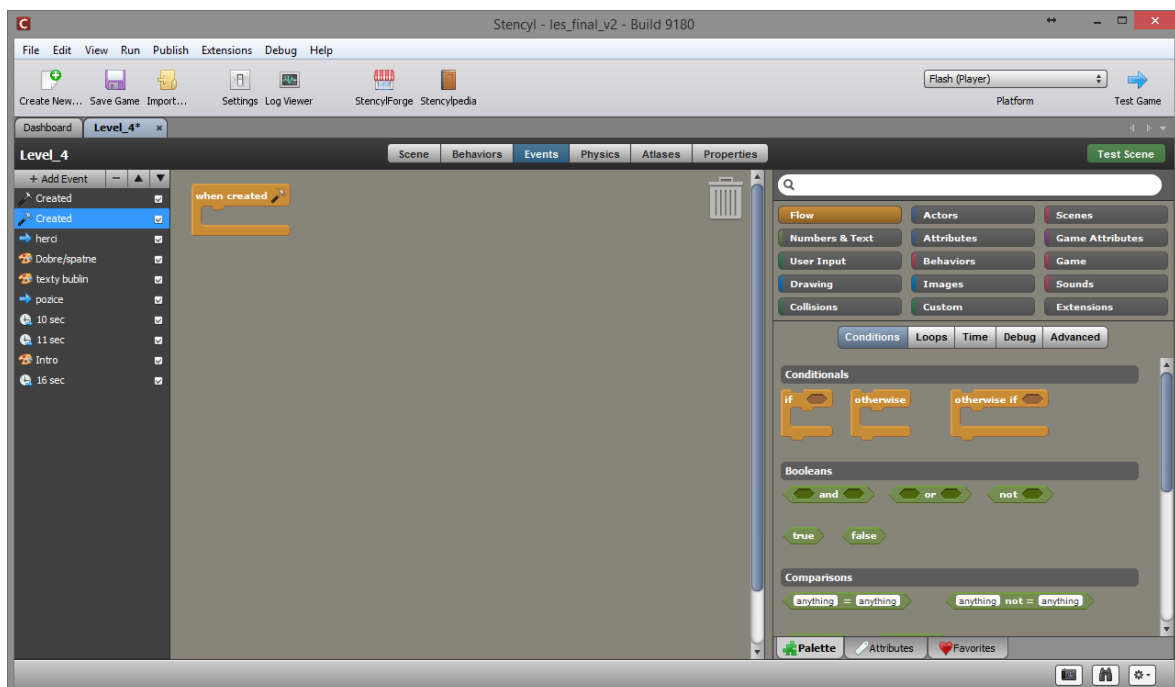 Stencyl - les_final_v2 - Build 9180
File Edit View Run Publish Extensions Debug Help
Create New... Save Game Import... Settings Log Viewer StencylForge Stencylpedia
Flash (Player)
Platform
Test Game
Dashboard Level_4*
Level_4
Scene Behaviors Events Physics Atlases Properties
Test Scene
+ Add Event
Created
Created
herci
Dobre/spatne
texty bublin
pozice
10 sec
11 sec
Intro
16 sec
when created
Flow Actors Scenes
Numbers & Text Attributes Game Attributes
User Input Behaviors Game
Drawing Images Sounds
Collisions Custom Extensions
Conditions Loops Time Debug Advanced
Conditionals
if otherwise otherwise if
Booleans
and or not
true false
Comparisons
anything = anything anything not = anything
Palette Attributes Favorites